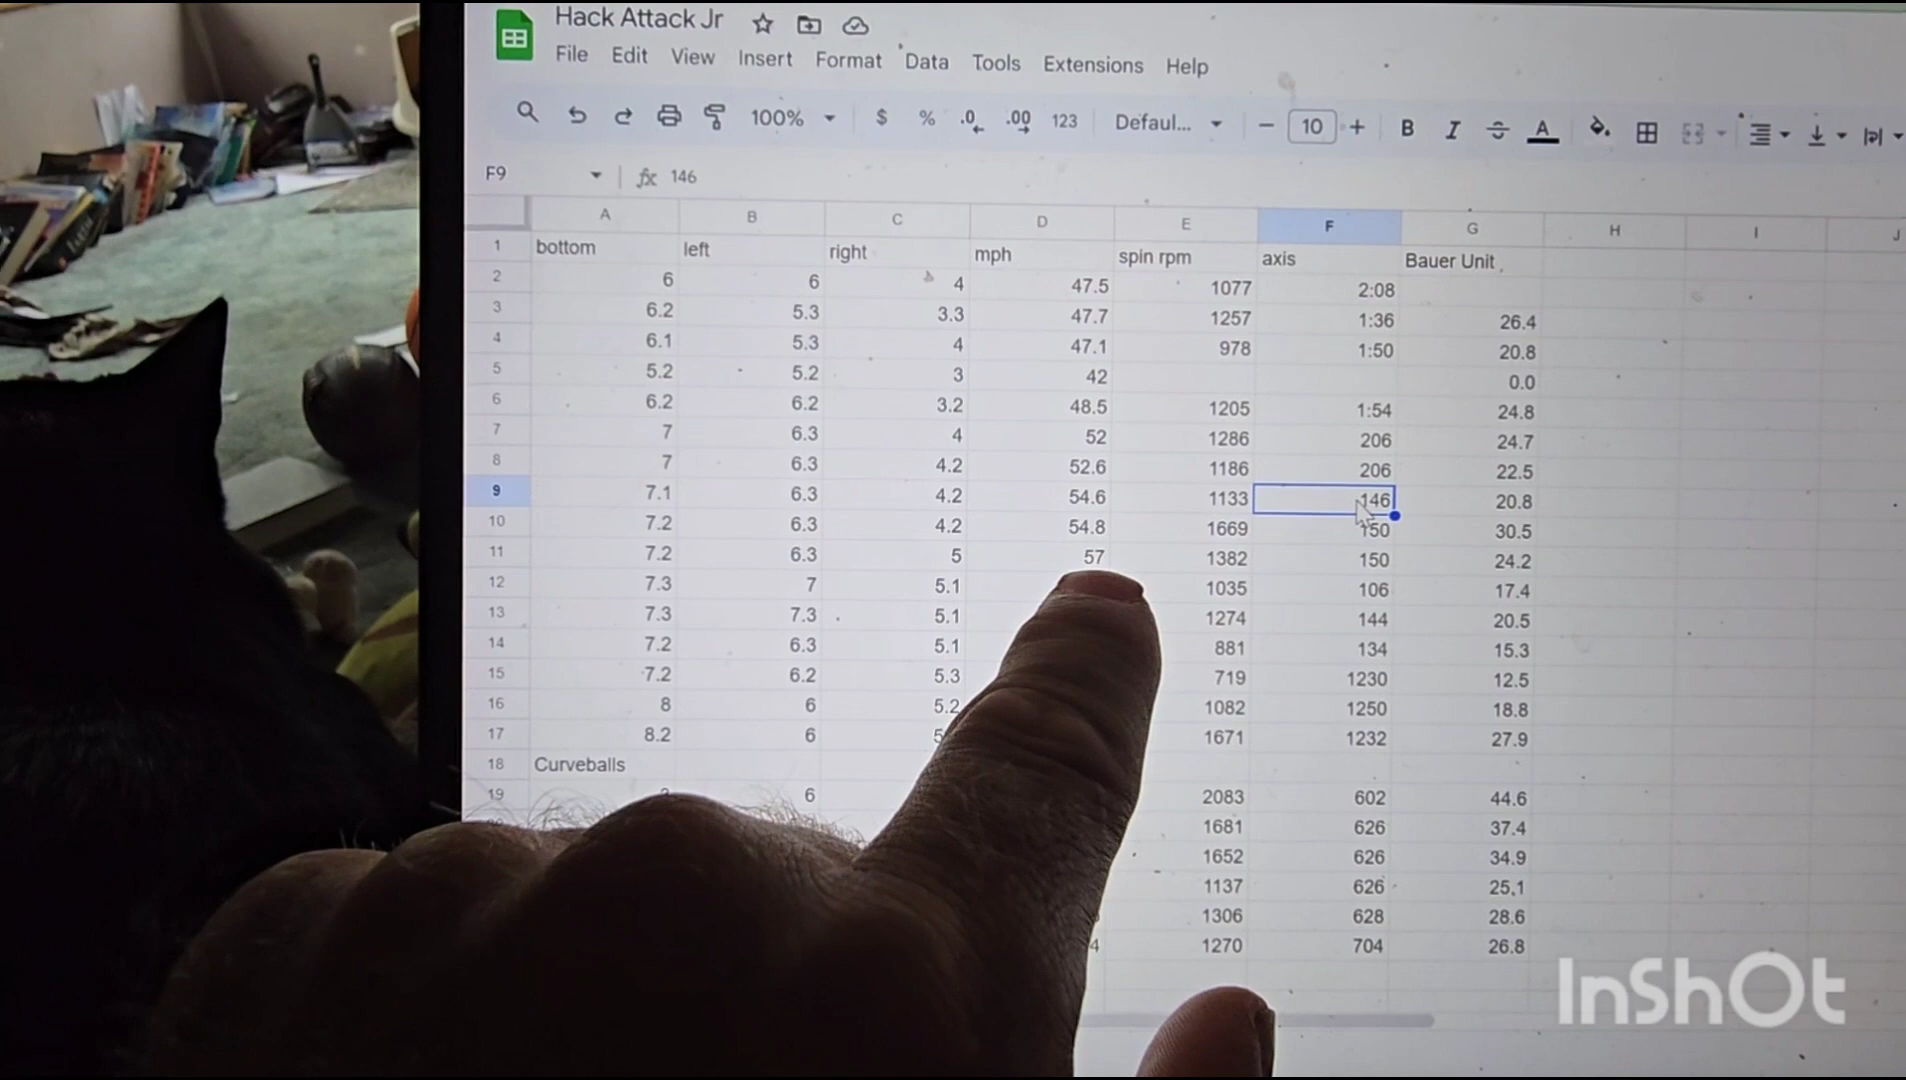 Hack Attack Jr
File Edit View Insert Format Data Tools Extensions Help
100% $ % .0 .00 123 Defaul... 10 B I A
F9 fx 146
A B C D E F G H I J
1 bottom left right mph spin rpm axis Bauer Unit
2 6 6 4 47.5 1077 2:08
3 6.2 5.3 3.3 47.7 1257 1:36 26.4
4 6.1 5.3 4 47.1 978 1:50 20.8
5 5.2 5.2 3 42 0.0
6 6.2 6.2 3.2 48.5 1205 1:54 24.8
7 7 6.3 4 52 1286 206 24.7
8 7 6.3 4.2 52.6 1186 206 22.5
9 7.1 6.3 4.2 54.6 1133 146 20.8
10 7.2 6.3 4.2 54.8 1669 150 30.5
11 7.2 6.3 5 57 1382 150 24.2
12 7.3 7 5.1 1035 106 17.4
13 7.3 7.3 5.1 1274 144 20.5
14 7.2 6.3 5.1 881 134 15.3
15 7.2 6.2 5.3 719 1230 12.5
16 8 6 5.2 1082 1250 18.8
17 8.2 6 1671 1232 27.9
18 Curveballs
19 6 2083 602 44.6
1681 626 37.4
1652 626 34.9
1137 626 25.1
1306 628 28.6
1270 704 26.8
InShOt